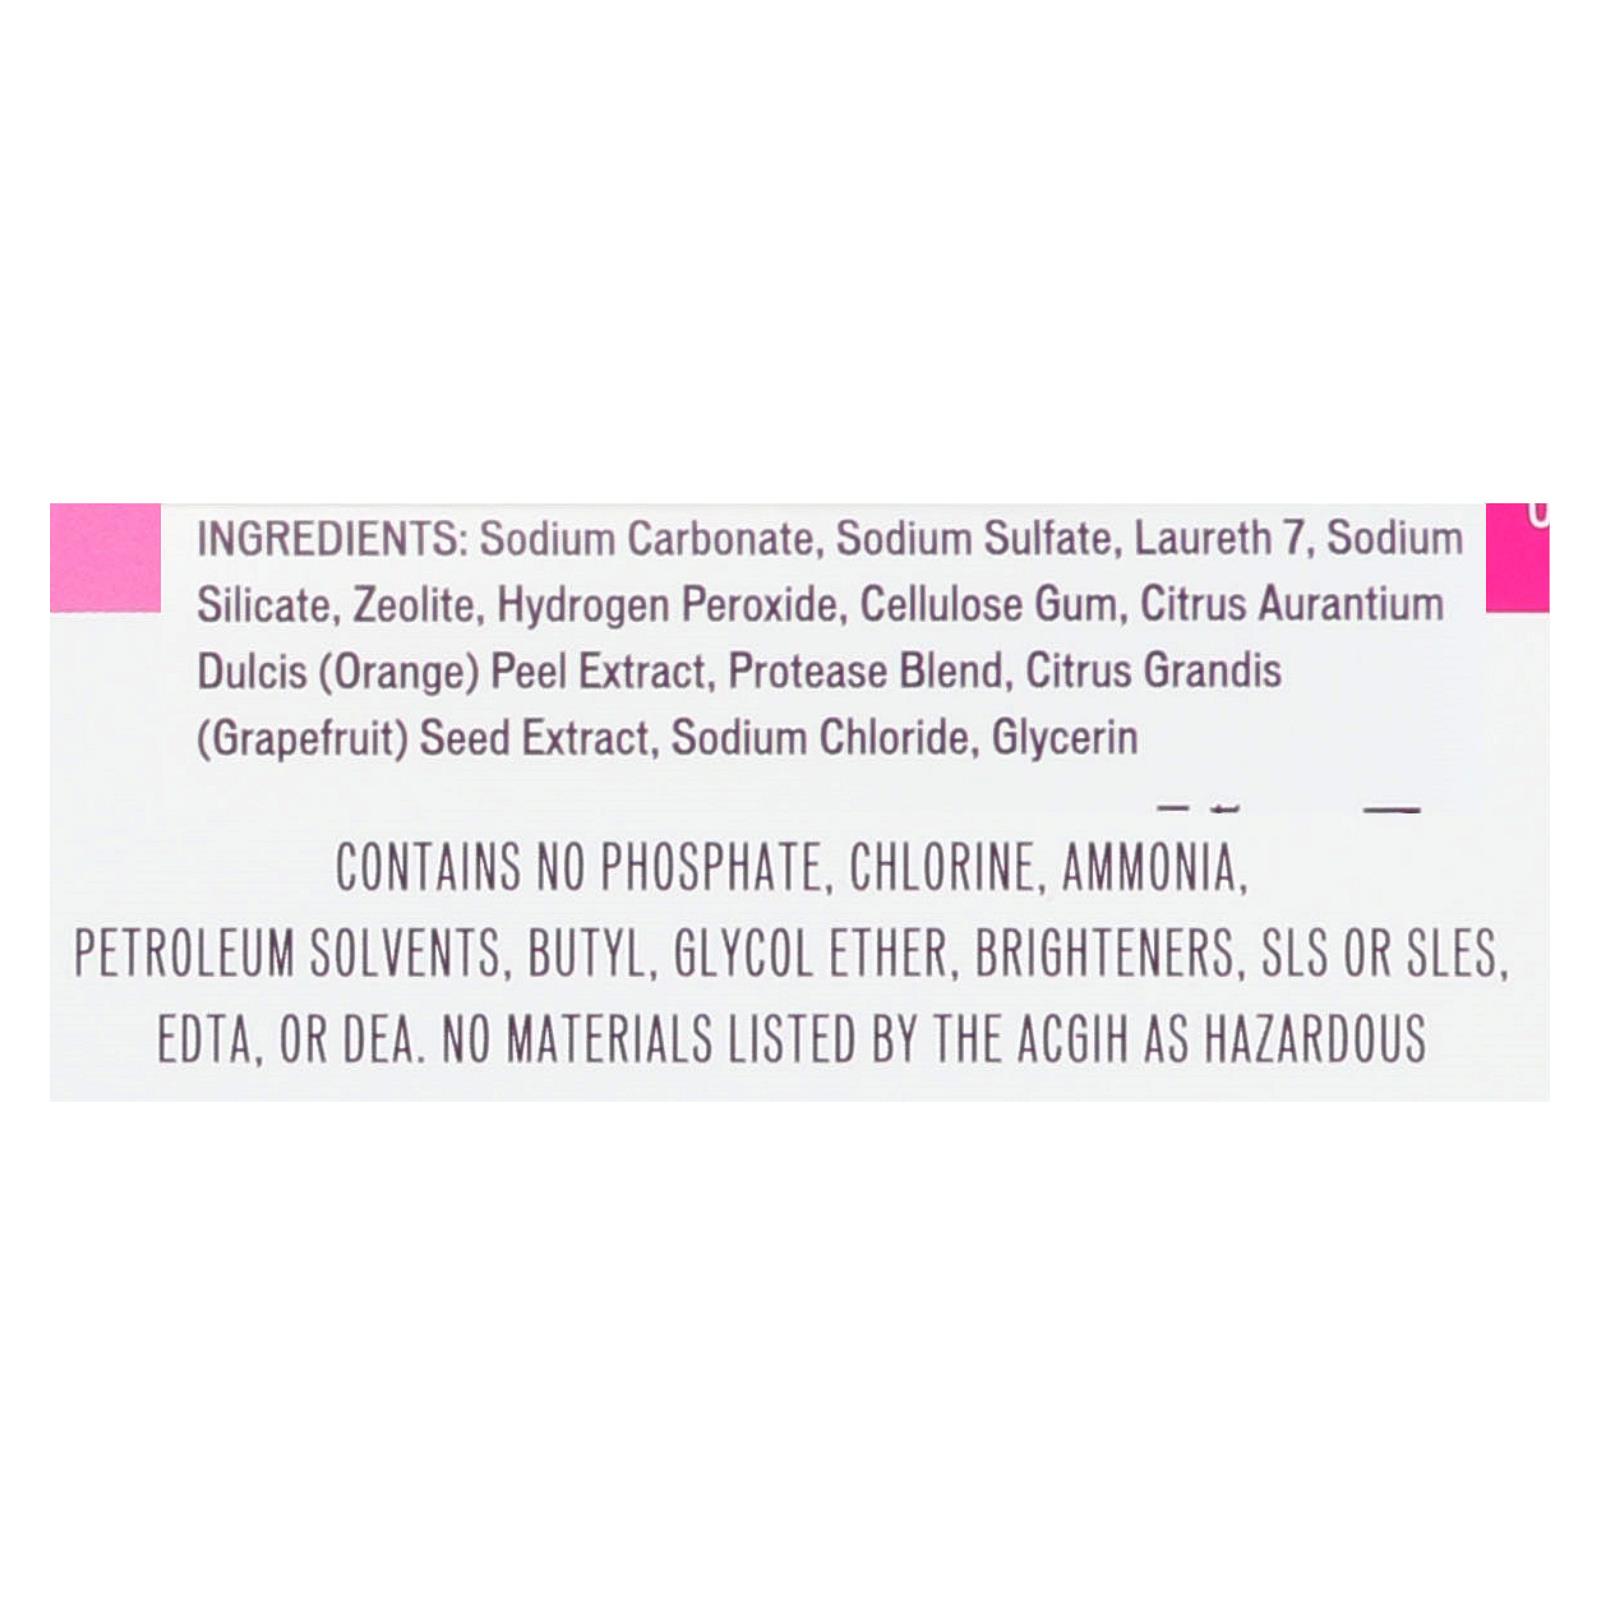 INGREDIENTS: Sodium Carbonate, Sodium Sulfate, Laureth 7, Sodium
Silicate, Zeolite, Hydrogen Peroxide, Cellulose Gum, Citrus Aurantium
Dulcis (Orange) Peel Extract, Protease Blend, Citrus Grandis
(Grapefruit) Seed Extract, Sodium Chloride, Glycerin
CONTAINS NO PHOSPHATE, CHLORINE, AMMONIA,
PETROLEUM SOLVENTS, BUTYL, GLYCOL ETHER, BRIGHTENERS, SLS OR SLES,
EDTA, OR DEA. NO MATERIALS LISTED BY THE ACGIH AS HAZARDOUS